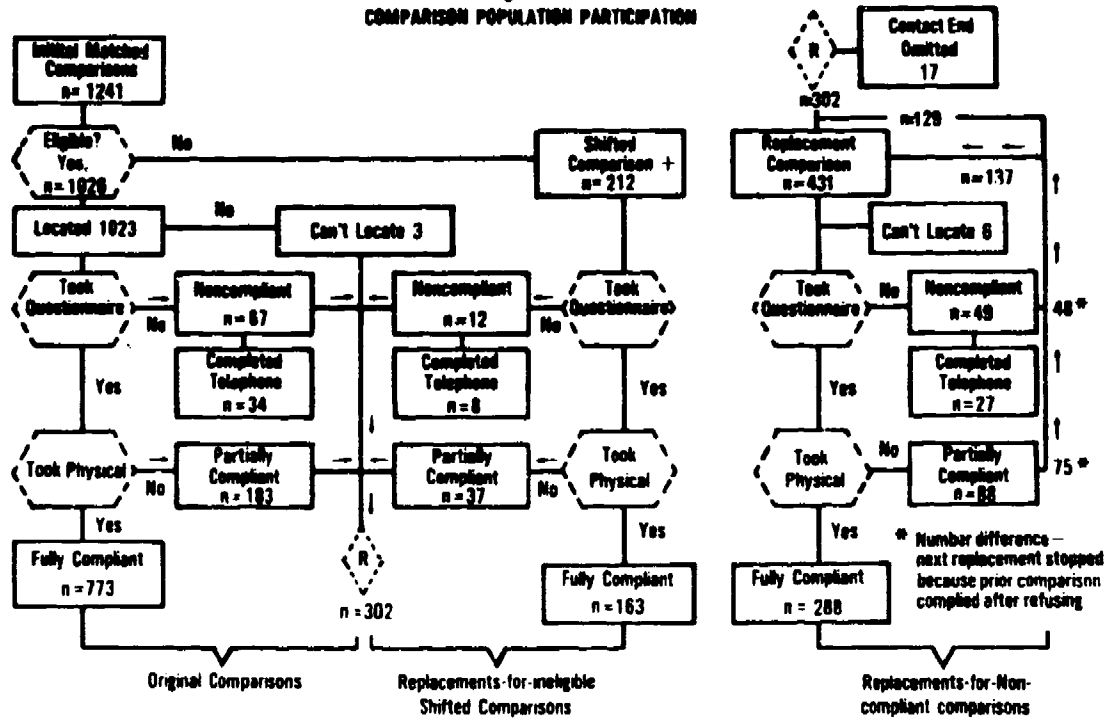 COMPARISON POPULATION PARTICIPATION
Initial Matched
Comparisons
n = 1241
Eligible?
Yes,
n = 1026
No
Located 1023
No
Can't Locate 3
Shifted
Comparison +
n = 212
Took
Questionnaire
No
Noncompliant
n = 67
Completed
Telephone
n = 34
Noncompliant
n = 12
Completed
Telephone
n = 8
No
Took
Questionnaire
Yes
Yes
Took Physical
No
Partially
Compliant
n = 183
Partially
Compliant
n = 37
No
Took
Physical
Yes
Yes
Fully Compliant
n = 773
R
n = 302
Fully Compliant
n = 163
Original Comparisons
Replacements-for-ineligible
Shifted Comparisons
R
n=302
Contact End
Omitted
17
n=129
Replacement
Comparison
n = 431
n=137
Can't Locate 6
Took
Questionnaire
No
Noncompliant
n = 49
48 *
Completed
Telephone
n = 27
Yes
Took
Physical
No
Partially
Compliant
n = 88
75 *
Yes
Fully Compliant
n = 288
* Number difference –
next replacement stopped
because prior comparison
complied after refusing
Replacements-for-Non-
compliant comparisons